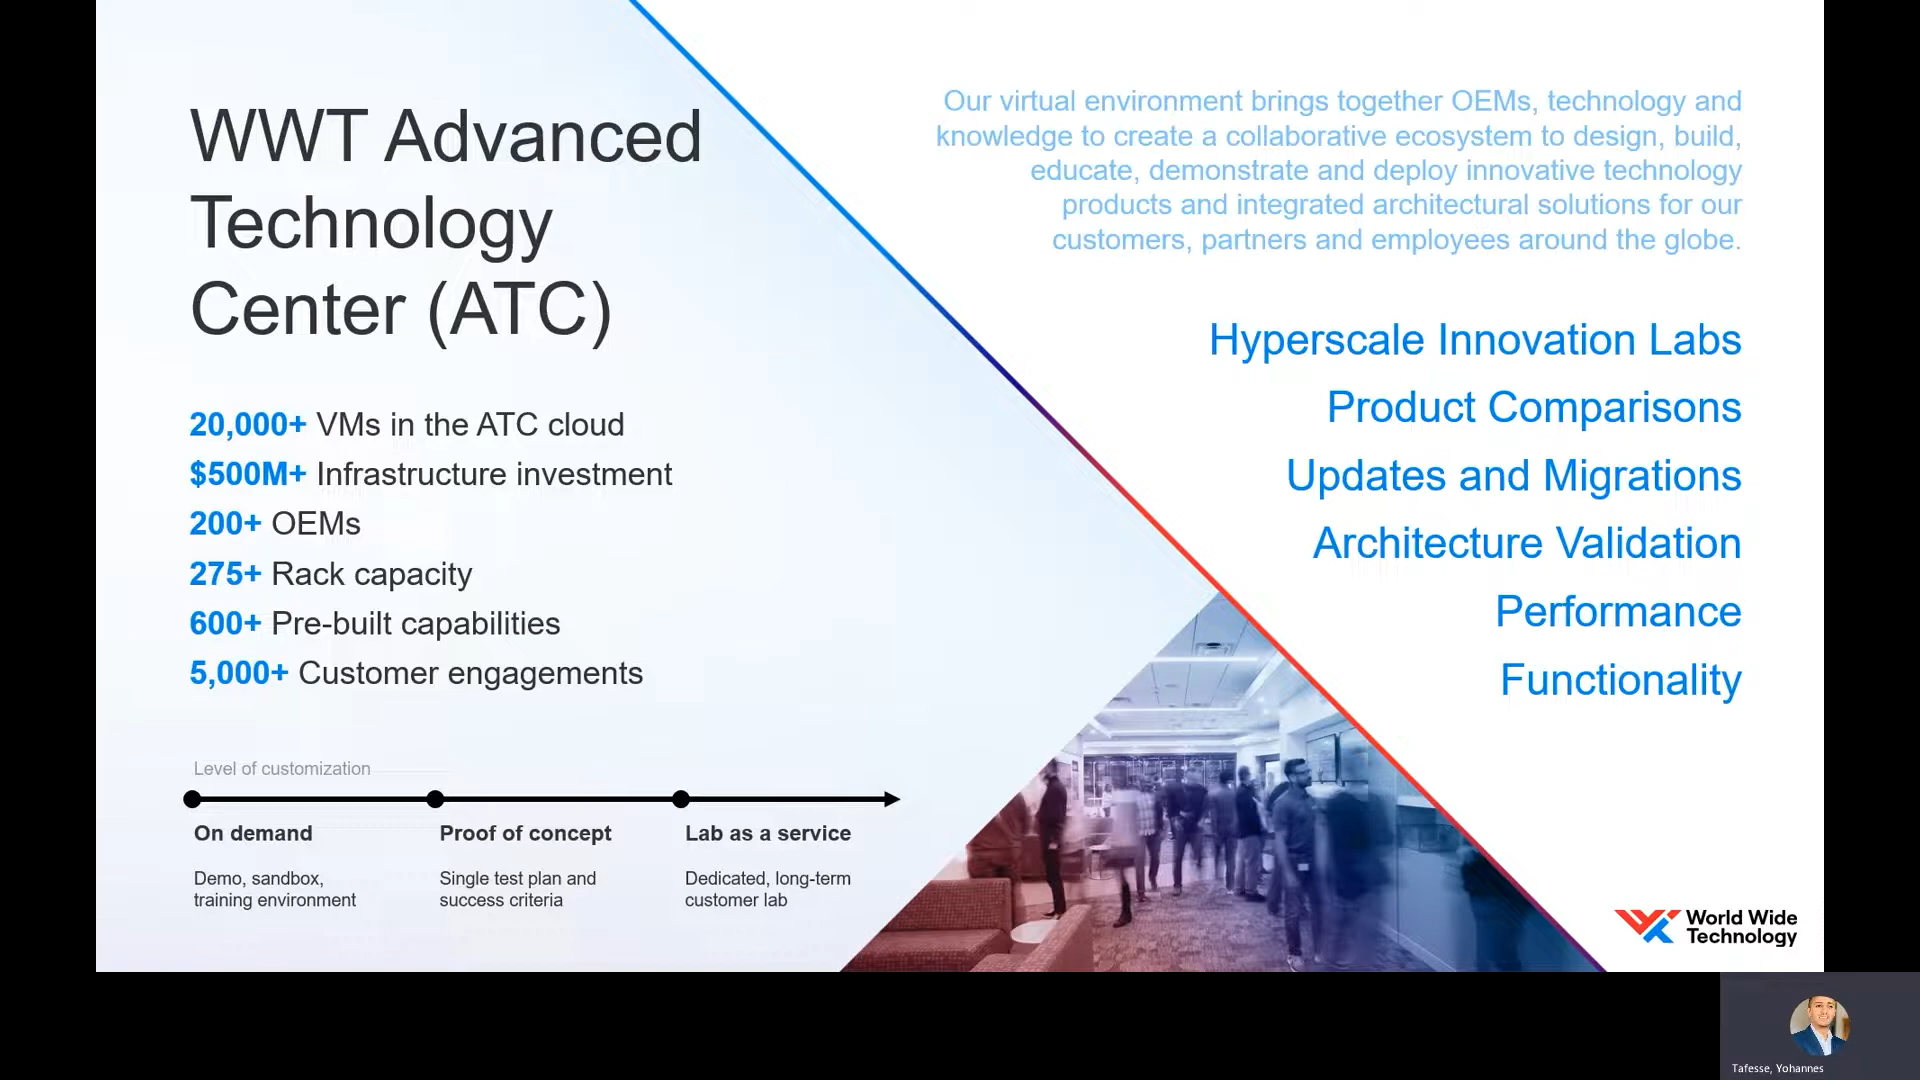 WWT Advanced
Technology
Center (ATC)
20,000+ VMs in the ATC cloud
$500M+ Infrastructure investment
200+ OEMs
275+ Rack capacity
600+ Pre-built capabilities
5,000+ Customer engagements
Level of customization
On demand
Demo, sandbox,
training environment
Proof of concept
Single test plan and
success criteria
Lab as a service
Dedicated, long-term
customer lab
Our virtual environment brings together OEMs, technology and
knowledge to create a collaborative ecosystem to design, build,
educate, demonstrate and deploy innovative technology
products and integrated architectural solutions for our
customers, partners and employees around the globe.
Hyperscale Innovation Labs
Product Comparisons
Updates and Migrations
Architecture Validation
Performance
Functionality
World Wide
Technology
Tafesse, Yohannes